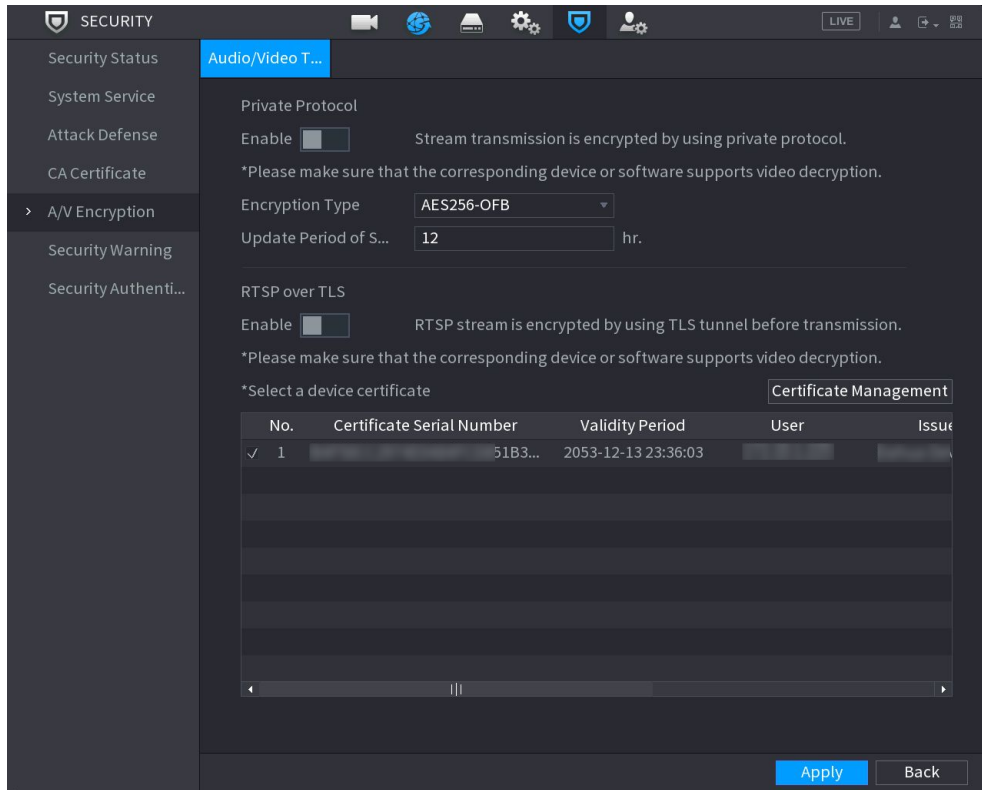 SECURITY
LIVE
Security Status
System Service
Attack Defense
CA Certificate
A/V Encryption
Security Warning
Security Authenti...
Audio/Video T...
Private Protocol
Enable Stream transmission is encrypted by using private protocol.
*Please make sure that the corresponding device or software supports video decryption.
Encryption Type AES256-OFB
Update Period of S... 12 hr.
RTSP over TLS
Enable RTSP stream is encrypted by using TLS tunnel before transmission.
*Please make sure that the corresponding device or software supports video decryption.
*Select a device certificate Certificate Management
No. Certificate Serial Number Validity Period User Issue
1 51B3... 2053-12-13 23:36:03
Apply Back